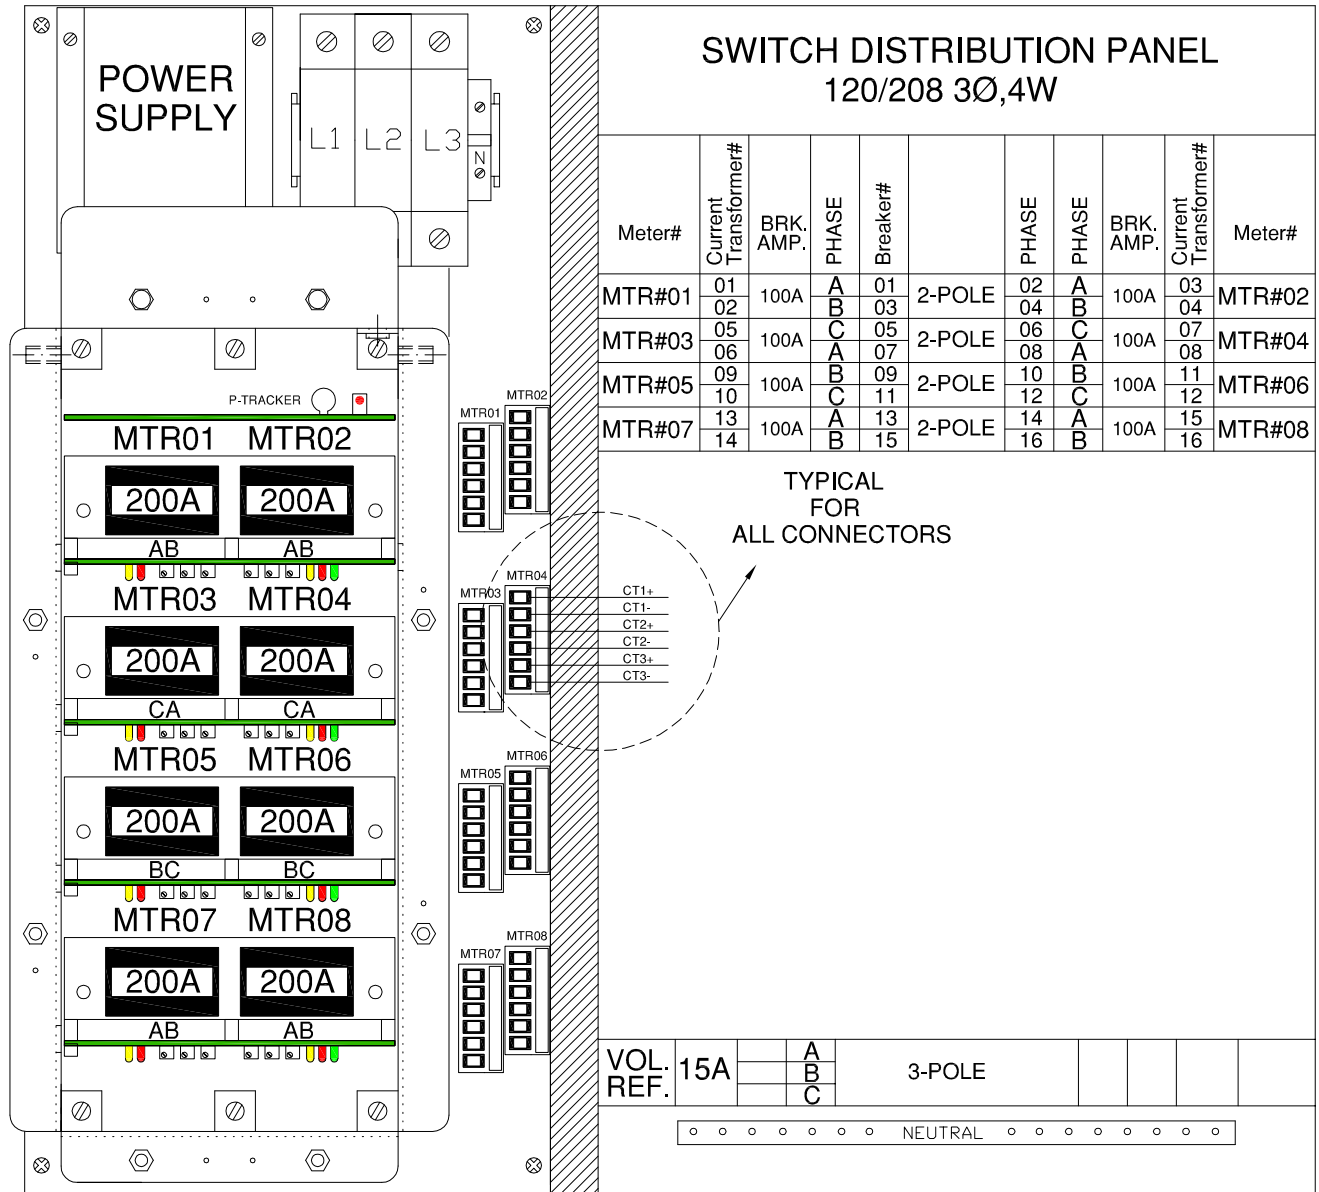 POWER
SUPPLY
L1 L2 L3
N
P-TRACKER
MTR01 MTR02
200A 200A
AB AB
MTR03 MTR04
200A 200A
CA CA
MTR05 MTR06
200A 200A
BC BC
MTR07 MTR08
200A 200A
AB AB
MTR01
MTR02
MTR03
MTR04
MTR05
MTR06
MTR07
MTR08
CT1+
CT1-
CT2+
CT2-
CT3+
CT3-
TYPICAL
FOR
ALL CONNECTORS
SWITCH DISTRIBUTION PANEL
120/208 3Ø,4W
Meter# Current Transformer# BRK. AMP. PHASE Breaker# PHASE PHASE BRK. AMP. Current Transformer# Meter#
MTR#01 01 100A A 01 2-POLE 02 A 100A 03 MTR#02
02 B 03 04 B 04
MTR#03 05 100A C 05 2-POLE 06 C 100A 07 MTR#04
06 A 07 08 A 08
MTR#05 09 100A B 09 2-POLE 10 B 100A 11 MTR#06
10 C 11 12 C 12
MTR#07 13 100A A 13 2-POLE 14 A 100A 15 MTR#08
14 B 15 16 B 16
VOL. REF. 15A A 3-POLE
B
C
NEUTRAL